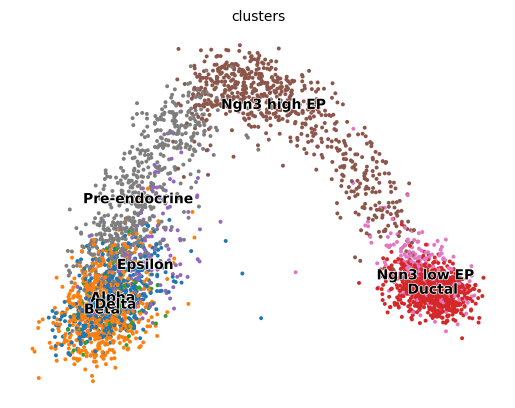 clusters
Ngn3 high EP
Pre-endocrine
Epsilon
Ngn3 low EP
Ductal
Alpha
Delta
Beta